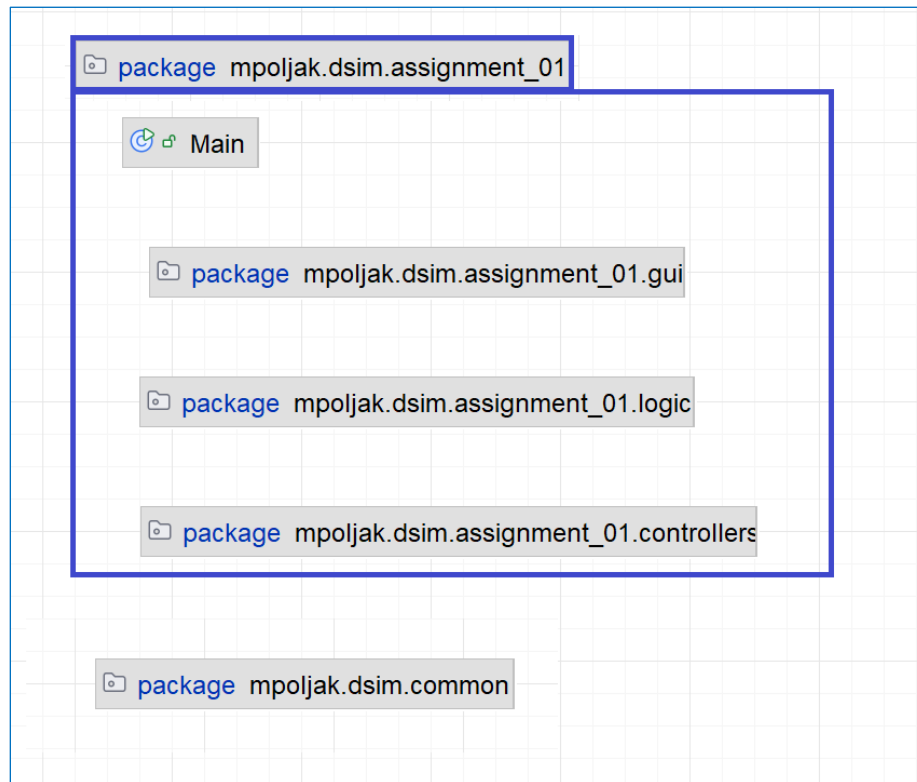 package mpoljak.dsim.assignment_01
Main
package mpoljak.dsim.assignment_01.gui
package mpoljak.dsim.assignment_01.logic
package mpoljak.dsim.assignment_01.controllers
package mpoljak.dsim.common